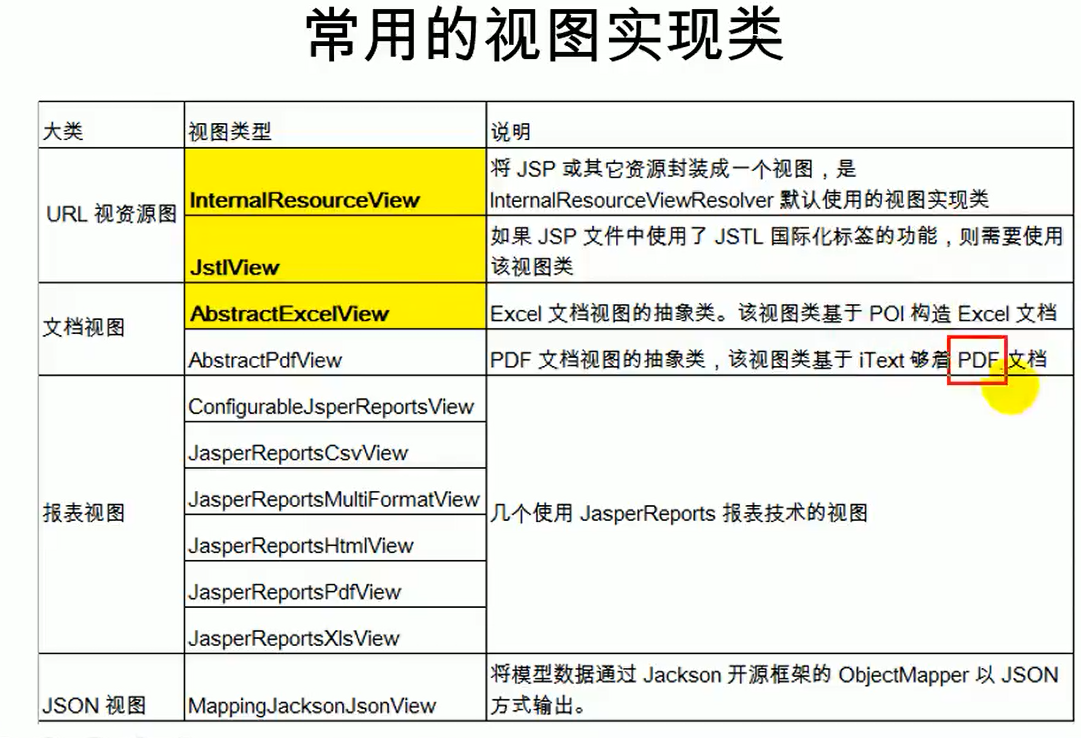 常用的视图实现类
大类 视图类型 说明
URL 视资源图
InternalResourceView
将 JSP 或其它资源封装成一个视图，是
InternalResourceViewResolver 默认使用的视图实现类
JstlView
如果 JSP 文件中使用了 JSTL 国际化标签的功能，则需要使用
该视图类
文档视图
AbstractExcelView
Excel 文档视图的抽象类。该视图类基于 POI 构造 Excel 文档
AbstractPdfView
PDF 文档视图的抽象类，该视图类基于 iText 够着 PDF 文档
报表视图
ConfigurableJsperReportsView
JasperReportsCsvView
JasperReportsMultiFormatView
JasperReportsHtmlView
JasperReportsPdfView
JasperReportsXlsView
几个使用 JasperReports 报表技术的视图
JSON 视图
MappingJacksonJsonView
将模型数据通过 Jackson 开源框架的 ObjectMapper 以 JSON
方式输出。